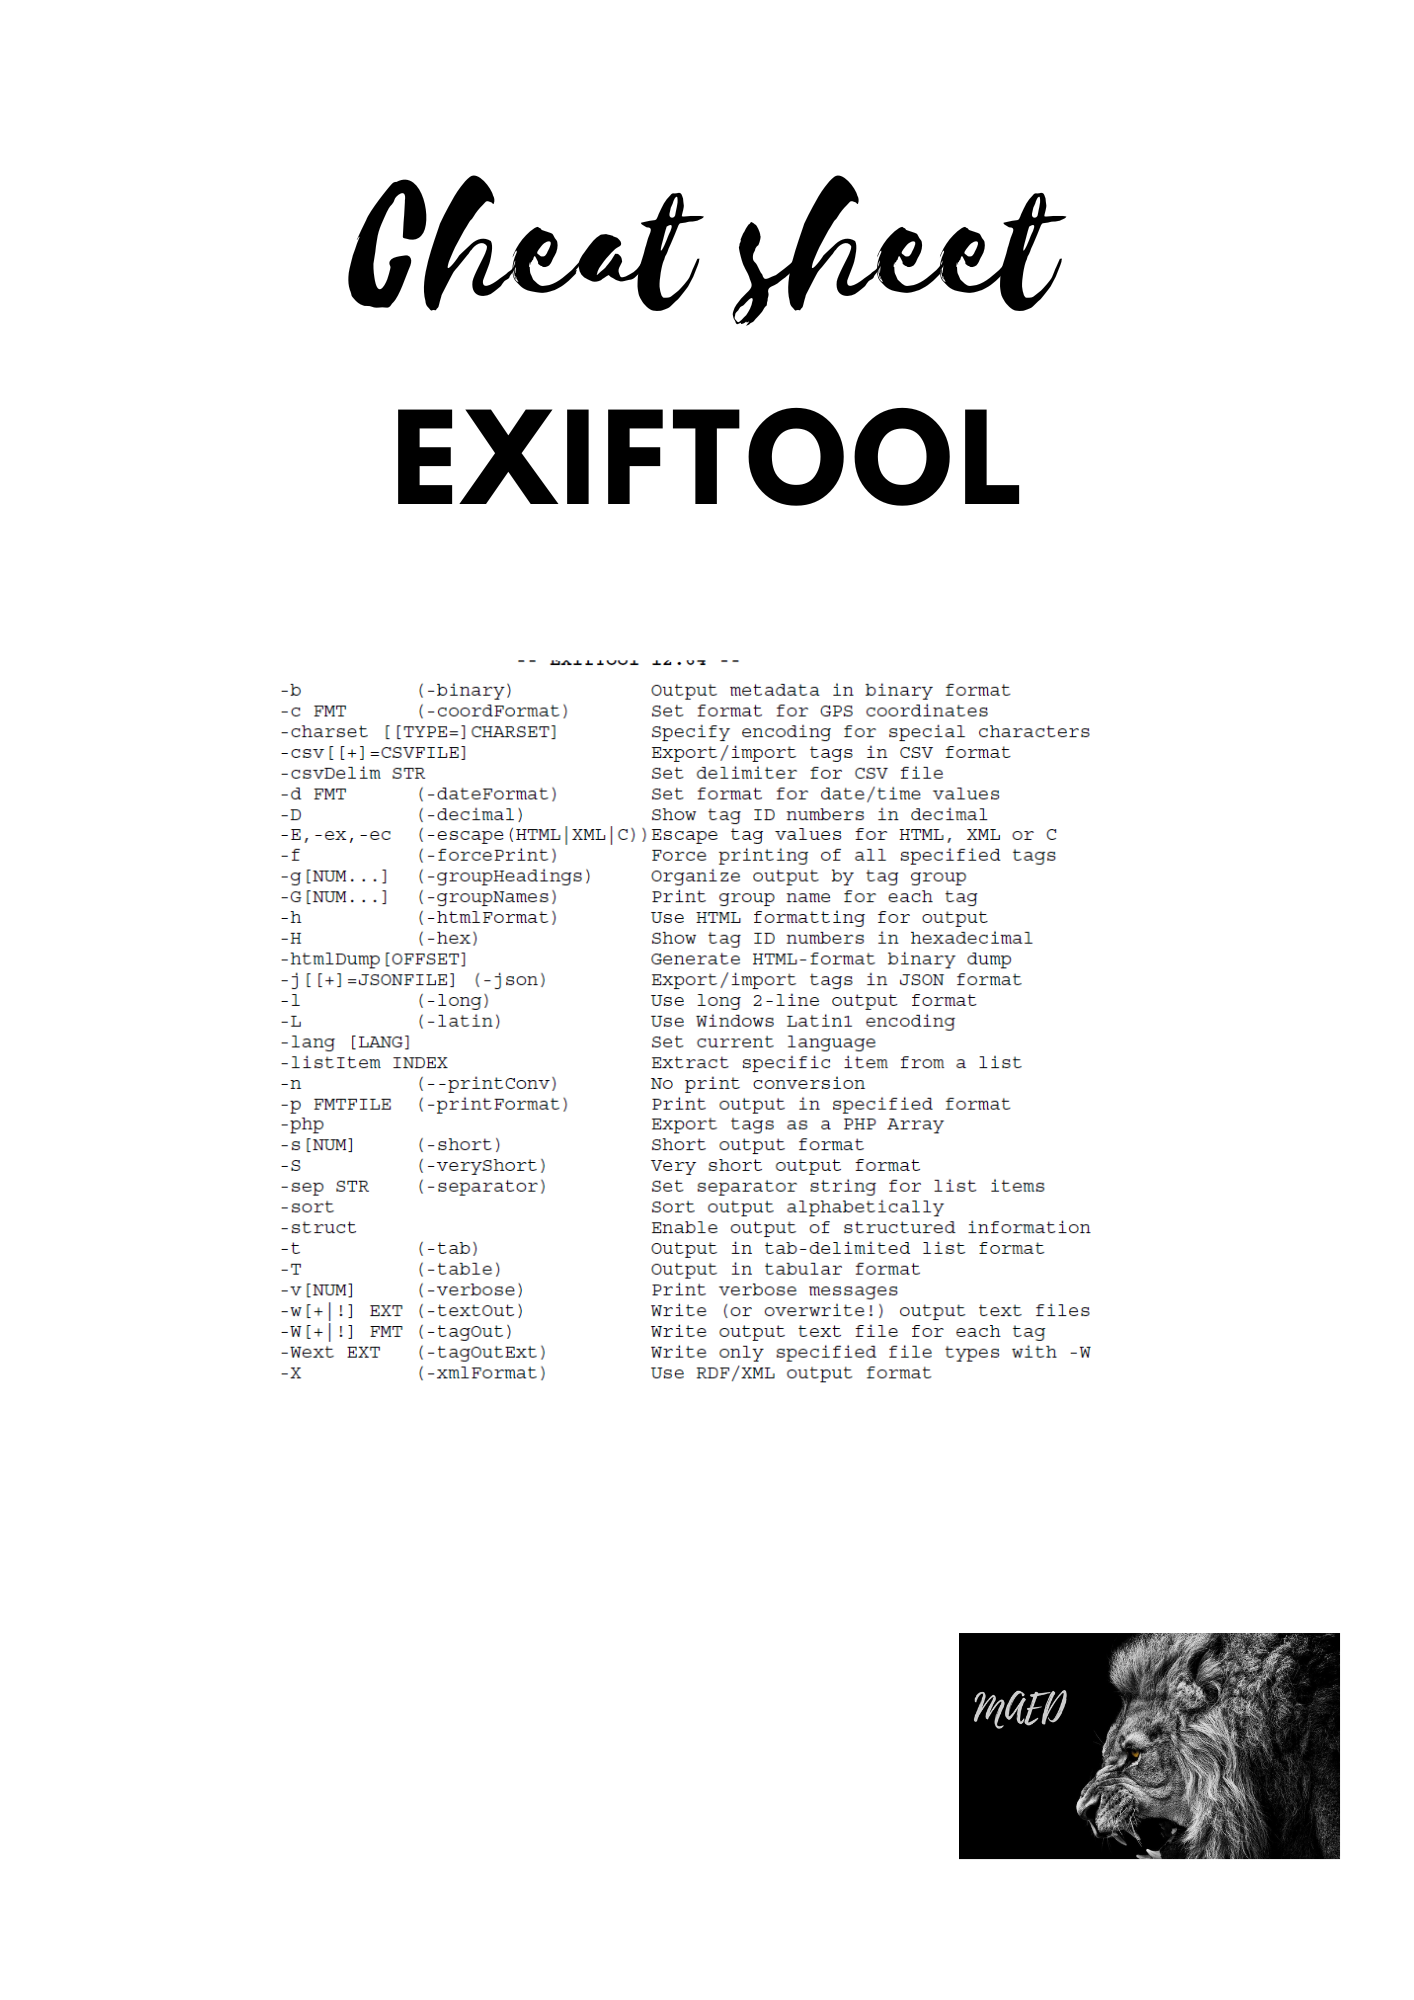 Cheat sheet
EXIFTOOL
-b (-binary) Output metadata in binary format
-c FMT (-coordFormat) Set format for GPS coordinates
-charset [[TYPE=]CHARSET] Specify encoding for special characters
-csv[[+]=CSVFILE] Export/import tags in CSV format
-csvDelim STR Set delimiter for CSV file
-d FMT (-dateFormat) Set format for date/time values
-D (-decimal) Show tag ID numbers in decimal
-E,-ex,-ec (-escape(HTML|XML|C))Escape tag values for HTML, XML or C
-f (-forcePrint) Force printing of all specified tags
-g[NUM...] (-groupHeadings) Organize output by tag group
-G[NUM...] (-groupNames) Print group name for each tag
-h (-htmlFormat) Use HTML formatting for output
-H (-hex) Show tag ID numbers in hexadecimal
-htmlDump[OFFSET] Generate HTML-format binary dump
-j[[+]=JSONFILE] (-json) Export/import tags in JSON format
-l (-long) Use long 2-line output format
-L (-latin) Use Windows Latin1 encoding
-lang [LANG] Set current language
-listItem INDEX Extract specific item from a list
-n (--printConv) No print conversion
-p FMTFILE (-printFormat) Print output in specified format
-php Export tags as a PHP Array
-s[NUM] (-short) Short output format
-S (-veryShort) Very short output format
-sep STR (-separator) Set separator string for list items
-sort Sort output alphabetically
-struct Enable output of structured information
-t (-tab) Output in tab-delimited list format
-T (-table) Output in tabular format
-v[NUM] (-verbose) Print verbose messages
-w[+|!] EXT (-textOut) Write (or overwrite!) output text files
-W[+|!] FMT (-tagOut) Write output text file for each tag
-Wext EXT (-tagOutExt) Write only specified file types with -W
-X (-xmlFormat) Use RDF/XML output format
MAED